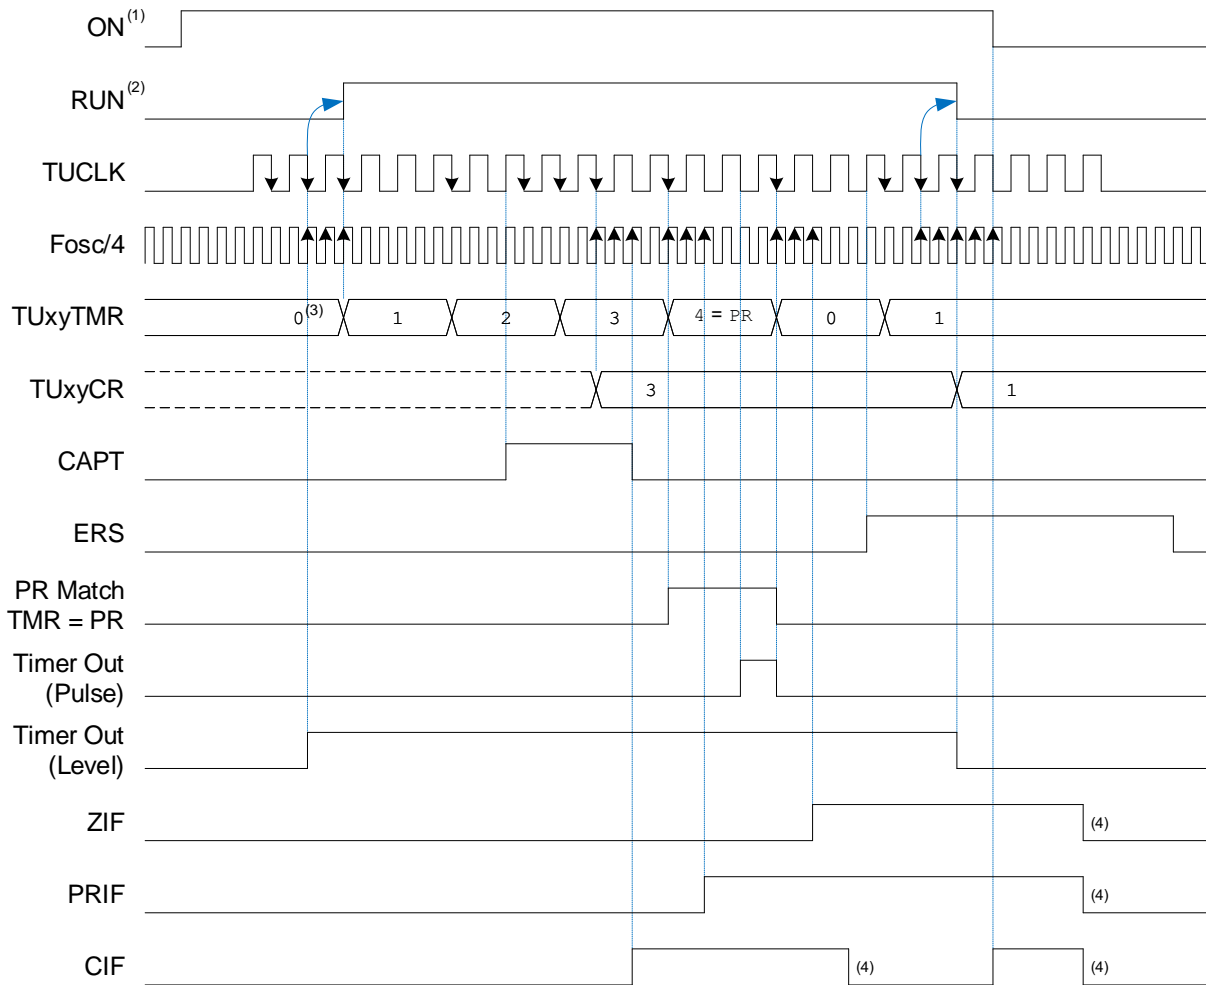 ON(1)
RUN(2)
TUCLK
Fosc/4
TUxyTMR 0(3) 1 2 3 4 = PR 0 1
TUxyCR 3 1
CAPT
ERS
PR Match
TMR = PR
Timer Out
(Pulse)
Timer Out
(Level)
ZIF (4)
PRIF (4)
CIF (4) (4)